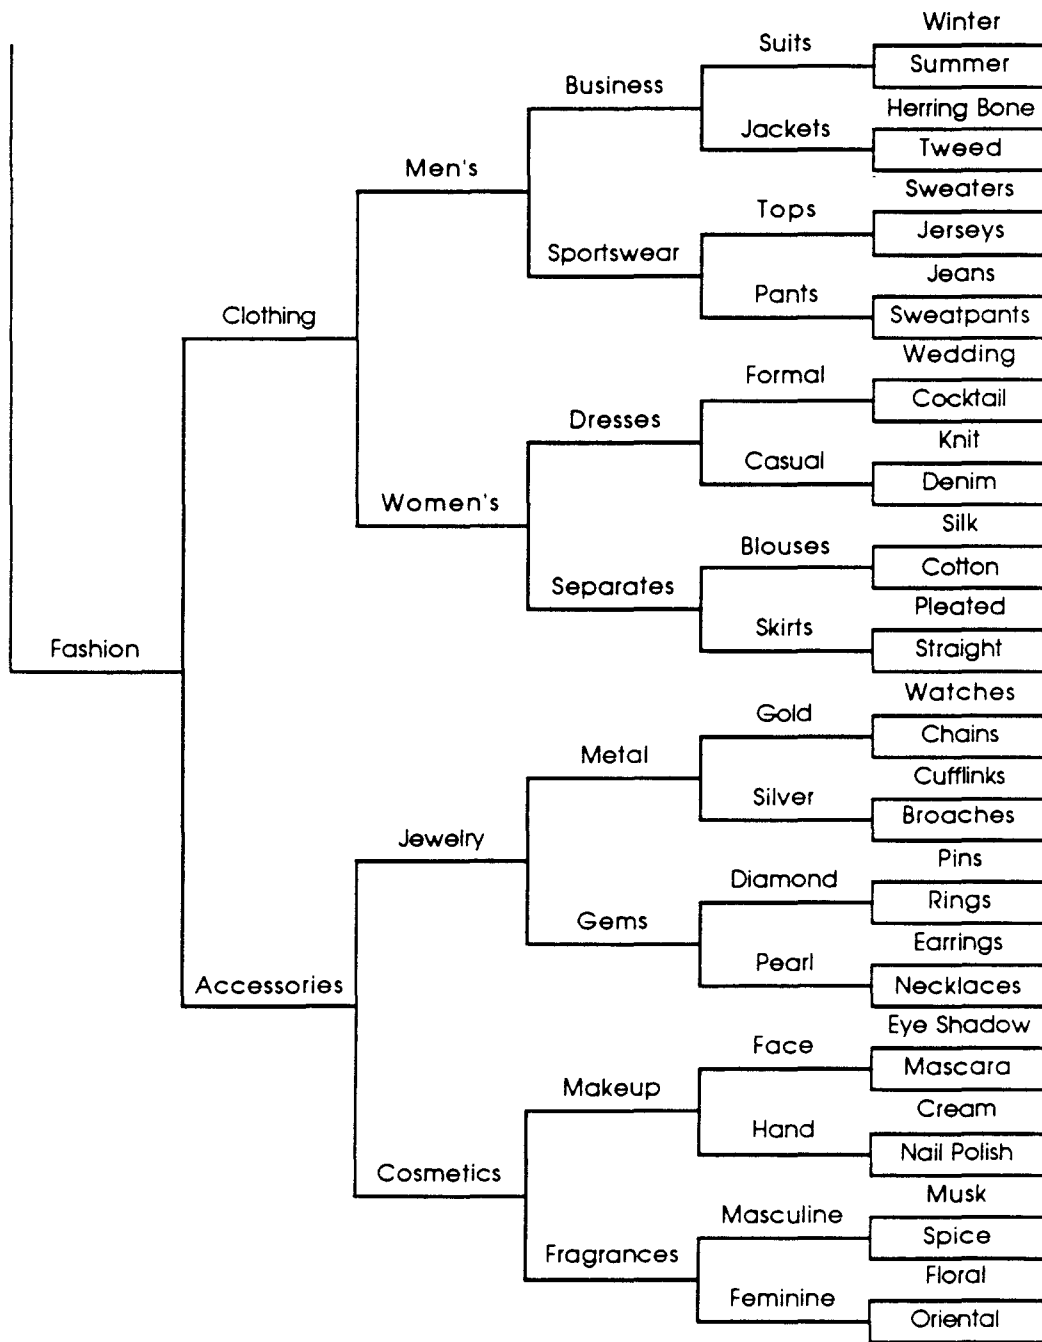 Winter
Suits
Summer
Business
Herring Bone
Jackets
Tweed
Men's
Sweaters
Tops
Jerseys
Sportswear
Jeans
Pants
Sweatpants
Clothing
Wedding
Formal
Cocktail
Dresses
Knit
Casual
Denim
Women's
Silk
Blouses
Cotton
Separates
Pleated
Skirts
Straight
Fashion
Watches
Gold
Chains
Metal
Cufflinks
Silver
Broaches
Jewelry
Pins
Diamond
Rings
Gems
Earrings
Pearl
Necklaces
Accessories
Eye Shadow
Face
Mascara
Makeup
Cream
Hand
Nail Polish
Cosmetics
Musk
Masculine
Spice
Fragrances
Floral
Feminine
Oriental